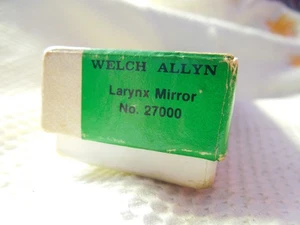 WELCH ALLYN
Larynx Mirror
No. 27000